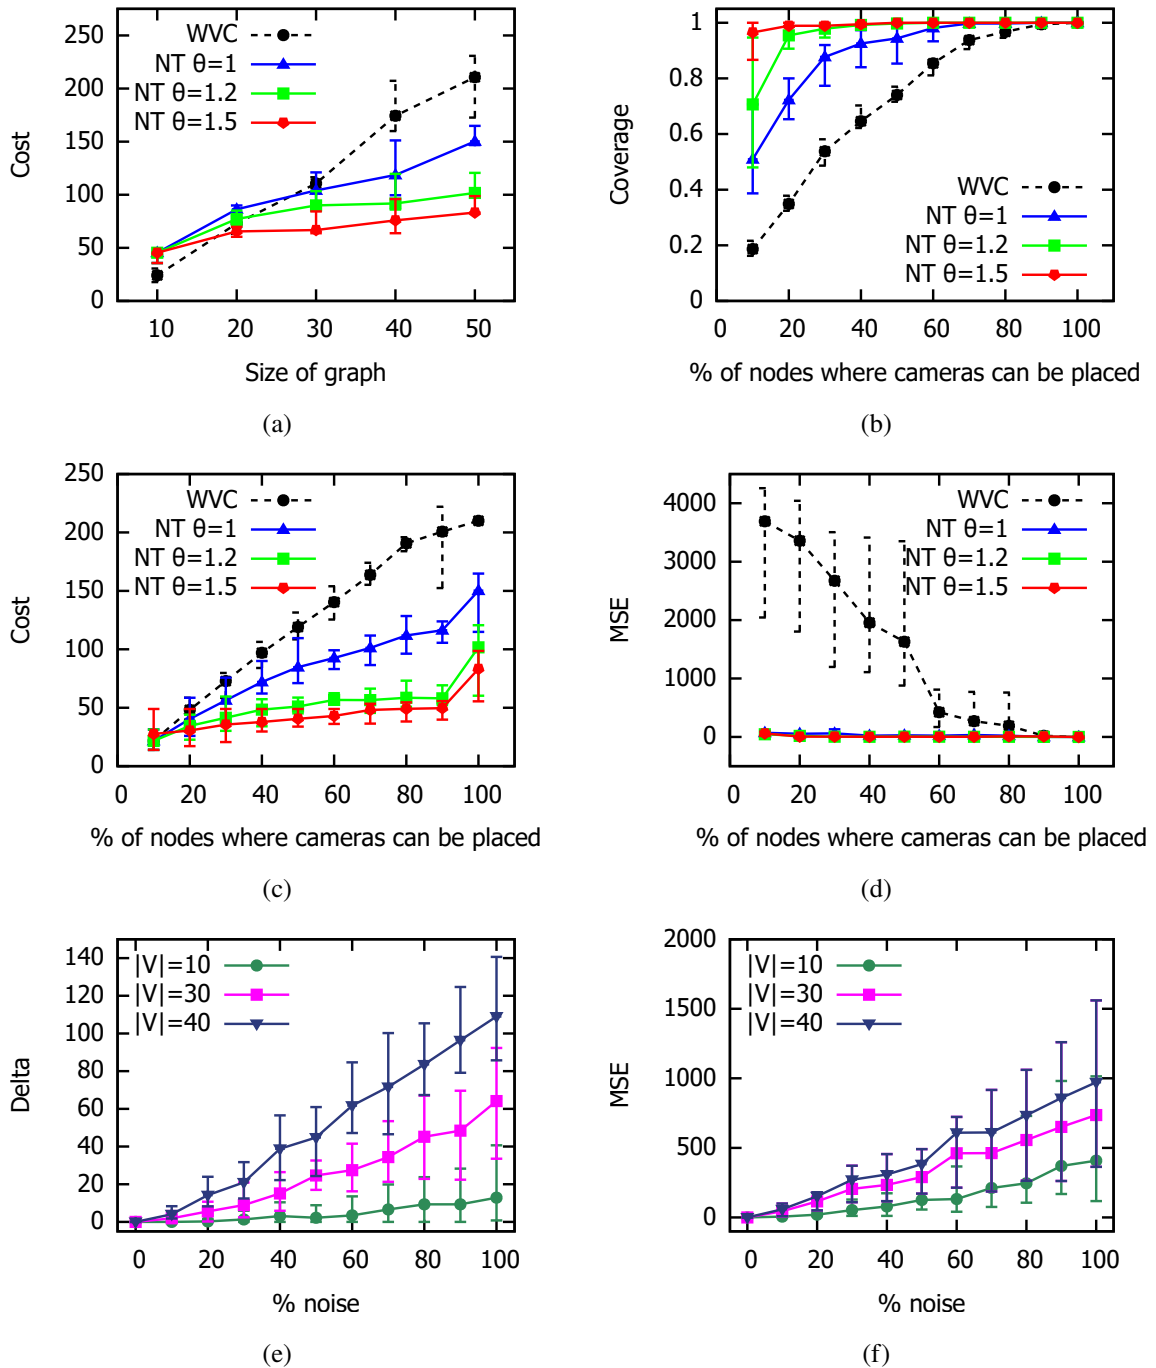 250
200
150
100
50
0
Cost
WVC
NT θ=1
NT θ=1.2
NT θ=1.5
10 20 30 40 50
Size of graph
(a)
1
0.8
0.6
0.4
0.2
0
Coverage
WVC
NT θ=1
NT θ=1.2
NT θ=1.5
0 20 40 60 80 100
% of nodes where cameras can be placed
(b)
250
200
150
100
50
0
Cost
WVC
NT θ=1
NT θ=1.2
NT θ=1.5
0 20 40 60 80 100
% of nodes where cameras can be placed
(c)
4000
3000
2000
1000
0
MSE
WVC
NT θ=1
NT θ=1.2
NT θ=1.5
0 20 40 60 80 100
% of nodes where cameras can be placed
(d)
140
120
100
80
60
40
20
0
Delta
|V|=10
|V|=30
|V|=40
0 20 40 60 80 100
% noise
(e)
2000
1500
1000
500
0
MSE
|V|=10
|V|=30
|V|=40
0 20 40 60 80 100
% noise
(f)